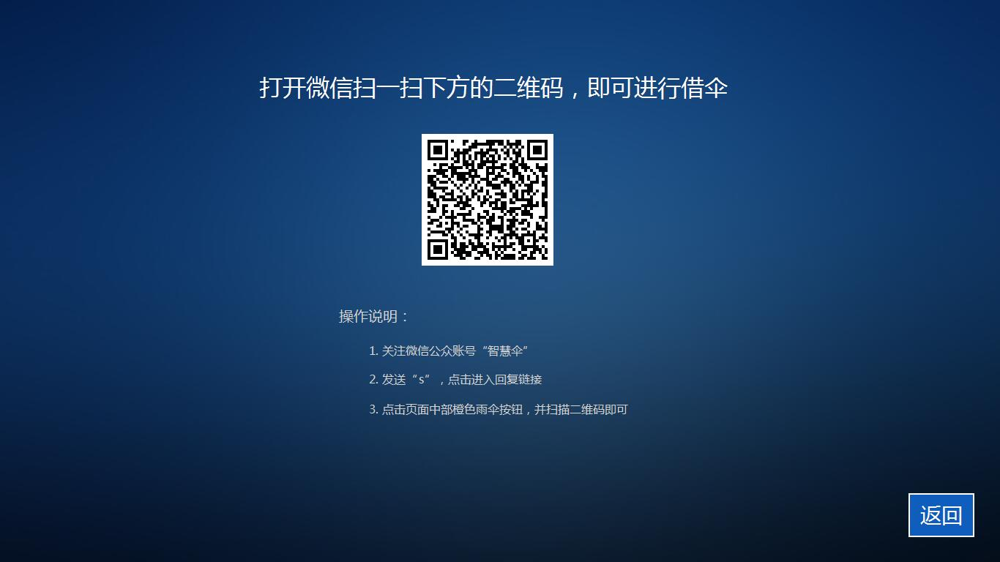 打开微信扫一扫下方的二维码，即可进行借伞
操作说明：
1. 关注微信公众账号“智慧伞”
2. 发送“s”，点击进入回复链接
3. 点击页面中部橙色雨伞按钮，并扫描二维码即可
返回